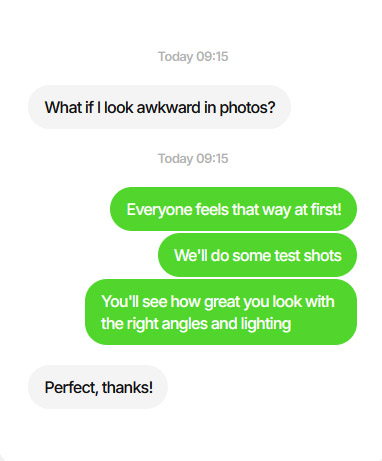 Today 09:15
What if I look awkward in photos?
Today 09:15
Everyone feels that way at first!
We'll do some test shots
You'll see how great you look with
the right angles and lighting
Perfect, thanks!